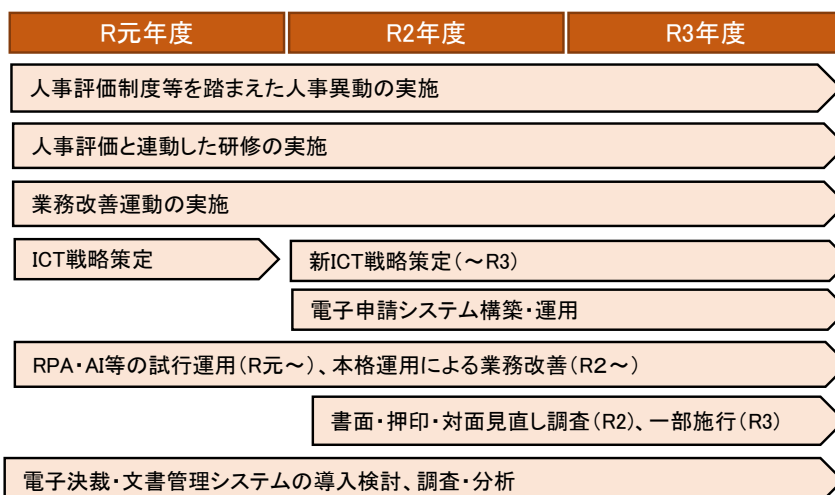 R元年度
R2年度
R3年度
人事評価制度等を踏まえた人事異動の実施
人事評価と連動した研修の実施
業務改善運動の実施
ICT戦略策定
新ICT戦略策定(～R3)
電子申請システム構築・運用
RPA・AI等の試行運用(R元～)、本格運用による業務改善(R2～)
書面・押印・対面見直し調査(R2)、一部施行(R3)
電子決裁・文書管理システムの導入検討、調査・分析